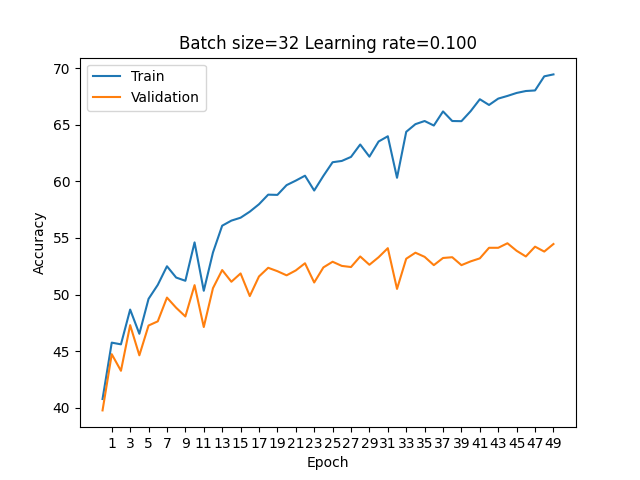 Batch size=32 Learning rate=0.100
Train
Validation
70
65
60
55
50
45
40
Accuracy
1 3 5 7 9 11 13 15 17 19 21 23 25 27 29 31 33 35 37 39 41 43 45 47 49
Epoch